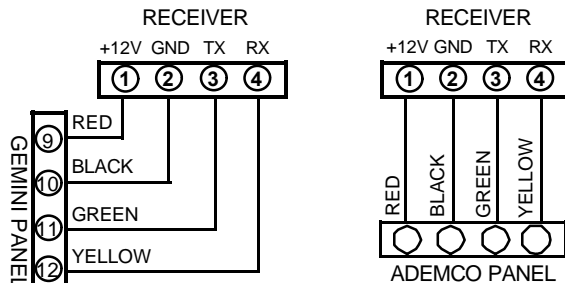 RECEIVER
+12V GND TX RX
1 2 3 4
9 RED
10 BLACK
11 GREEN
12 YELLOW
GEMINI PANEL
RECEIVER
+12V GND TX RX
1 2 3 4
RED
BLACK
GREEN
YELLOW
ADEMCO PANEL